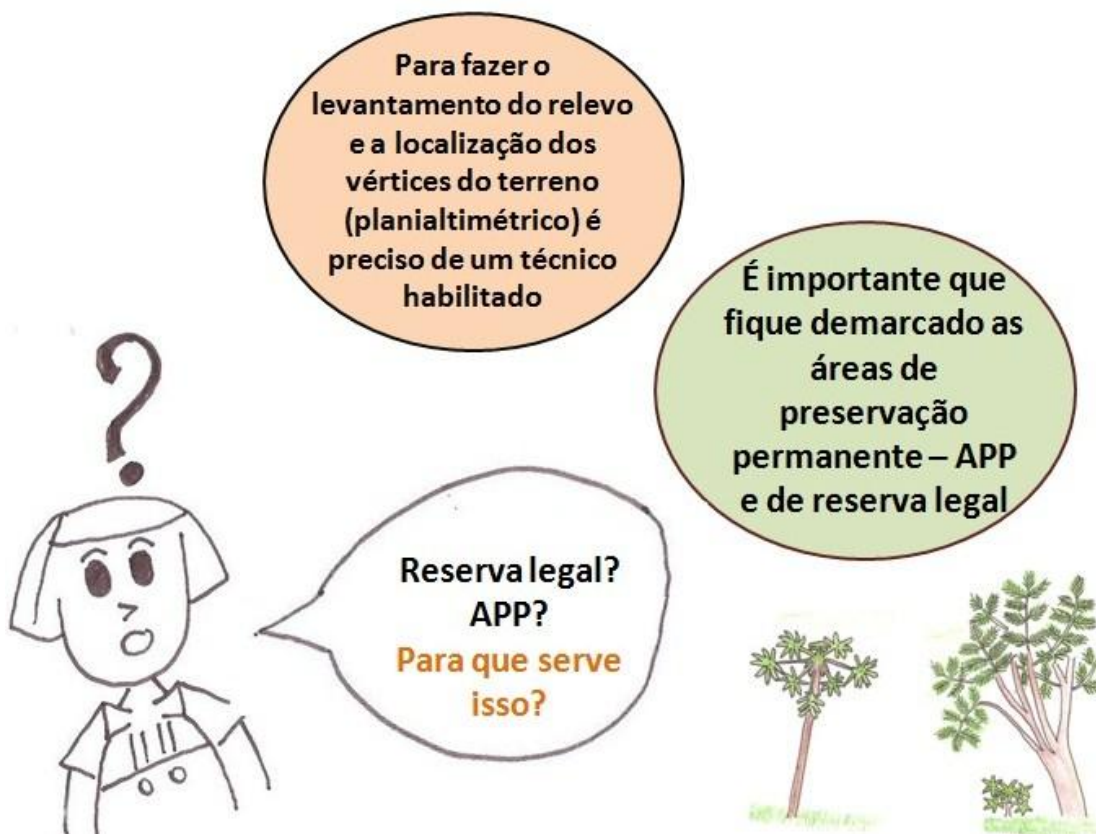 Para fazer o
levantamento do relevo
e a localização dos
vértices do terreno
(planialtimétrico) é
preciso de um técnico
habilitado
É importante que
fique demarcado as
áreas de
preservação
permanente – APP
e de reserva legal
?
Reserva legal?
APP?
Para que serve
isso?